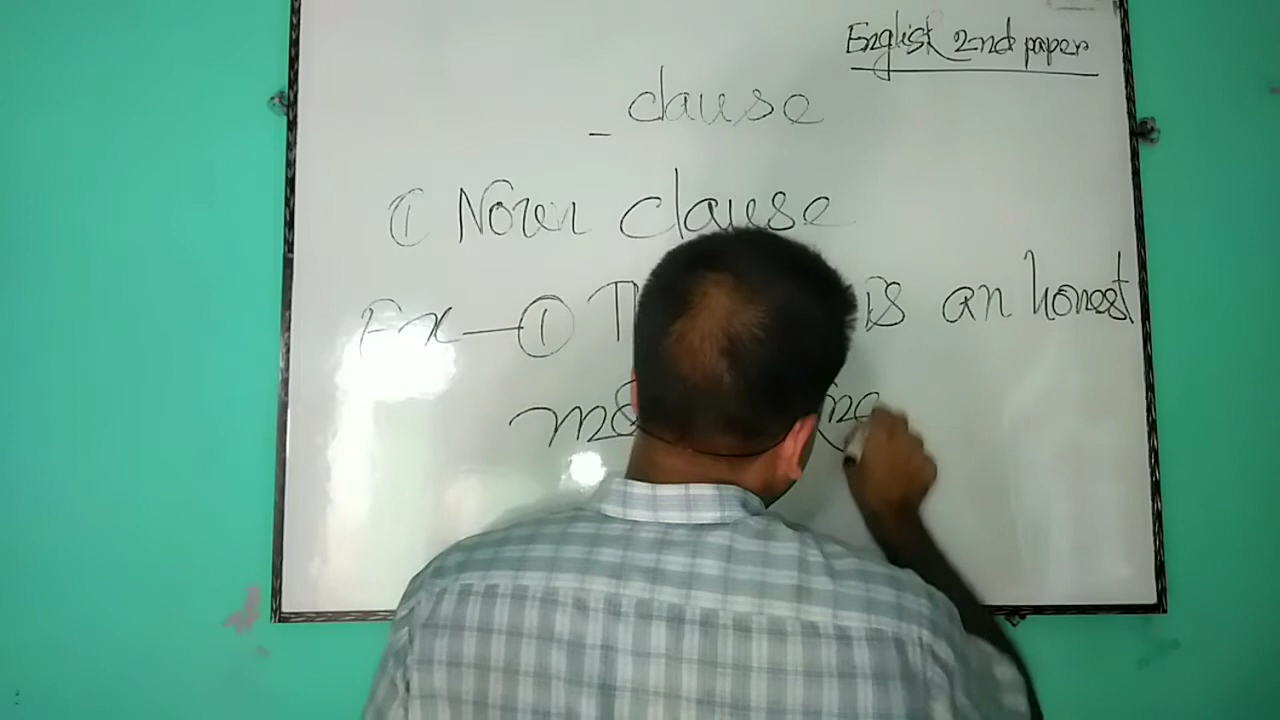 English 2nd paper
- clause
① Noun clause
Ex — ① is an honest